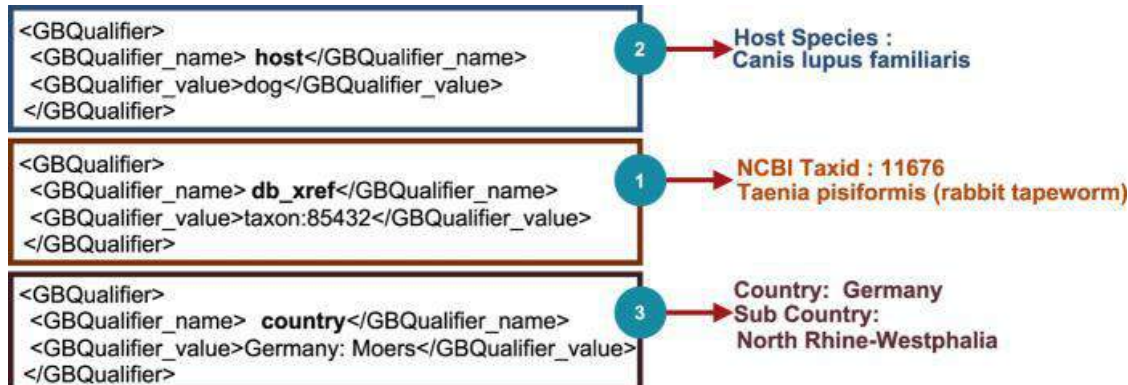 <GBQualifier>
<GBQualifier_name> host</GBQualifier_name>
<GBQualifier_value>dog</GBQualifier_value>
</GBQualifier>
2
Host Species :
Canis lupus familiaris
<GBQualifier>
<GBQualifier_name> db_xref</GBQualifier_name>
<GBQualifier_value>taxon:85432</GBQualifier_value>
</GBQualifier>
1
NCBI Taxid : 11676
Taenia pisiformis (rabbit tapeworm)
<GBQualifier>
<GBQualifier_name> country</GBQualifier_name>
<GBQualifier_value>Germany: Moers</GBQualifier_value>
</GBQualifier>
3
Country: Germany
Sub Country:
North Rhine-Westphalia